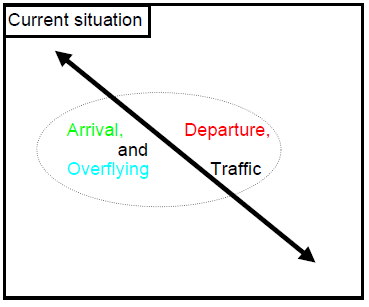 Current situation
Arrival, Departure,
and
Overflying Traffic